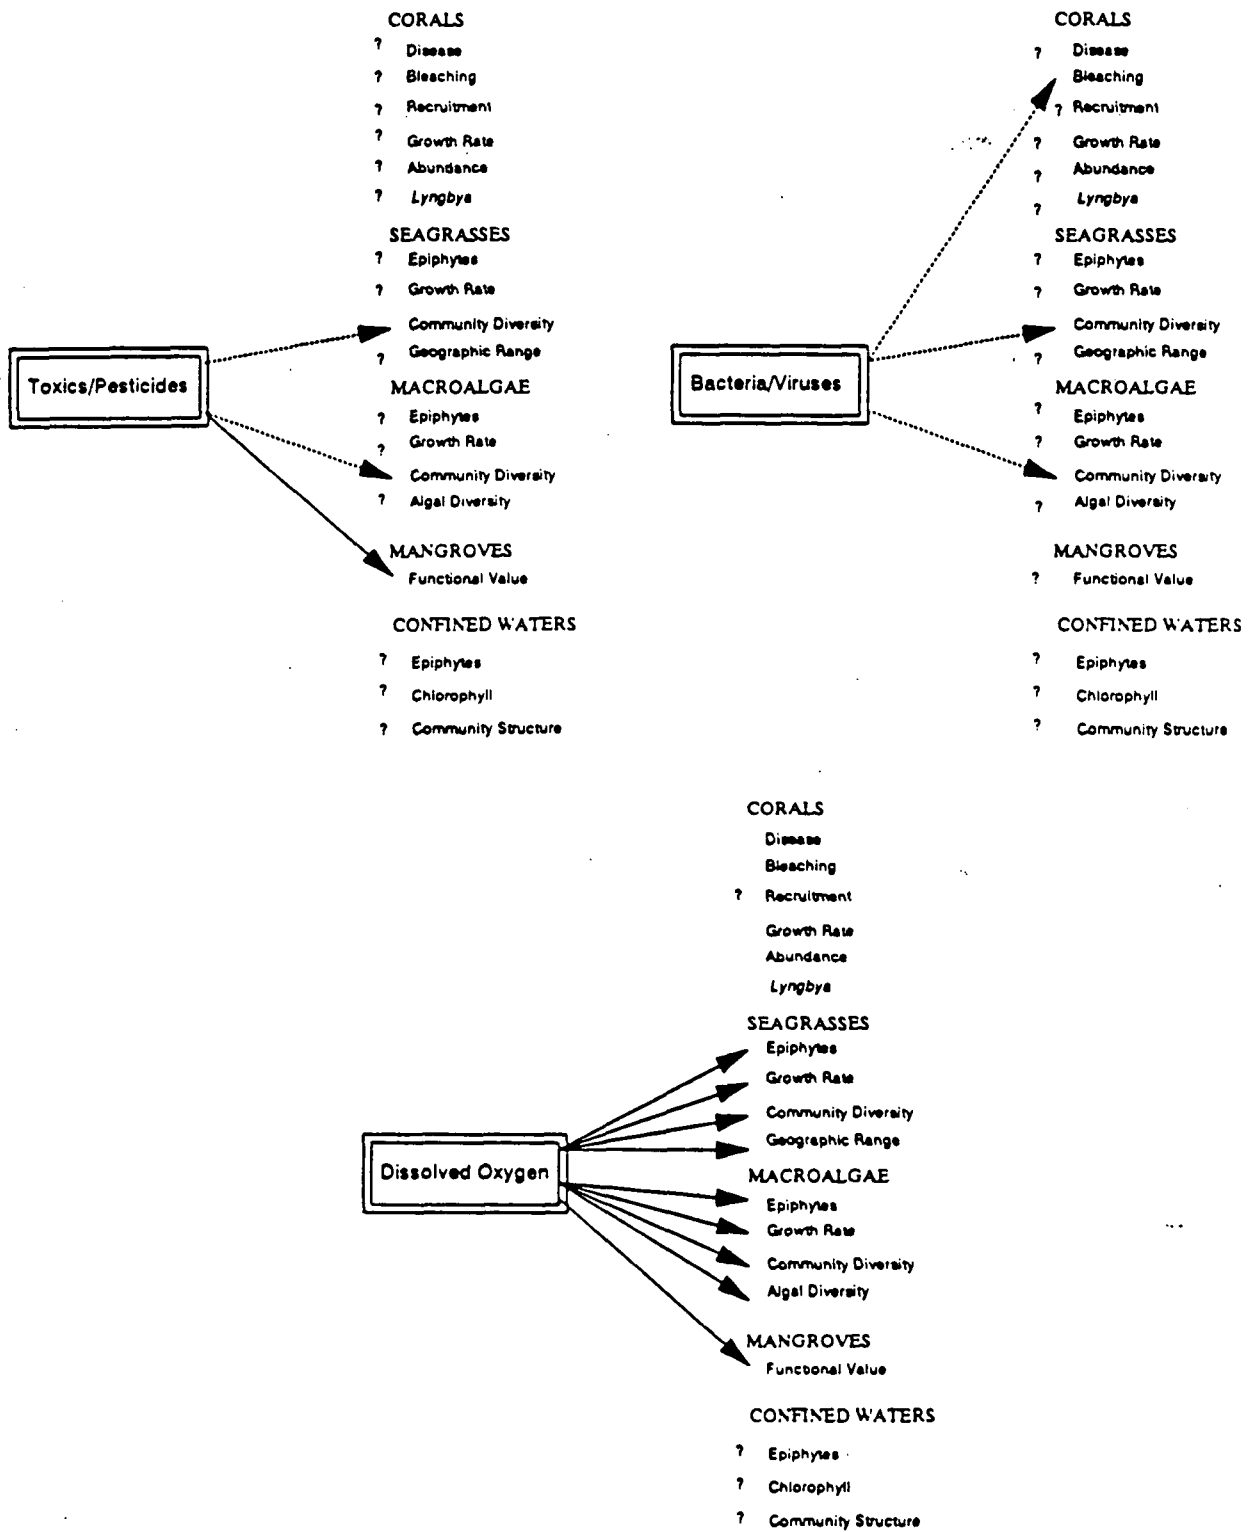 CORALS
? Disease
? Bleaching
? Recruitment
? Growth Rate
? Abundance
? Lyngbya
SEAGRASSES
? Epiphytes
? Growth Rate
Community Diversity
? Geographic Range
Toxics/Pesticides
MACROALGAE
? Epiphytes
? Growth Rate
Community Diversity
? Algal Diversity
MANGROVES
Functional Value
CONFINED WATERS
? Epiphytes
? Chlorophyll
? Community Structure
CORALS
? Disease
Bleaching
? Recruitment
? Growth Rate
? Abundance
? Lyngbya
SEAGRASSES
? Epiphytes
? Growth Rate
Community Diversity
? Geographic Range
Bacteria/Viruses
MACROALGAE
? Epiphytes
? Growth Rate
Community Diversity
? Algal Diversity
MANGROVES
? Functional Value
CONFINED WATERS
? Epiphytes
? Chlorophyll
? Community Structure
CORALS
Disease
Bleaching
? Recruitment
Growth Rate
Abundance
Lyngbya
SEAGRASSES
Epiphytes
Growth Rate
Community Diversity
Geographic Range
Dissolved Oxygen
MACROALGAE
Epiphytes
Growth Rate
Community Diversity
Algal Diversity
MANGROVES
Functional Value
CONFINED WATERS
? Epiphytes
? Chlorophyll
? Community Structure